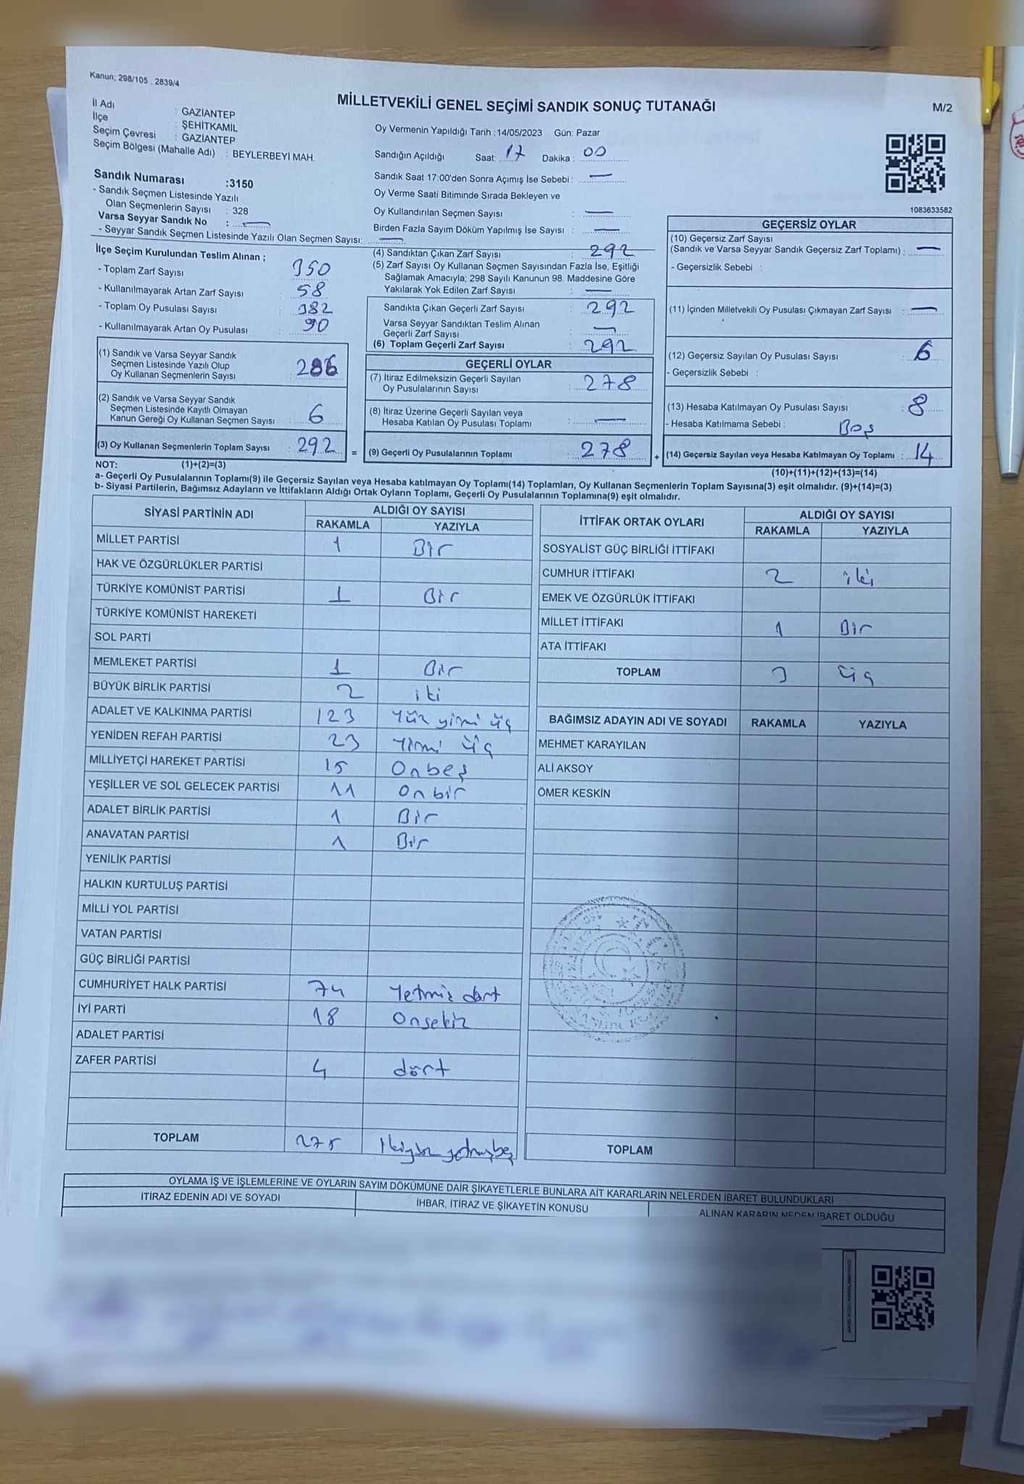 Kanun: 298/105 , 2839/4
MİLLETVEKİLİ GENEL SEÇİMİ SANDIK SONUÇ TUTANAĞI
M/2
İl Adı : GAZİANTEP
İlçe : ŞEHİTKAMİL
Seçim Çevresi : GAZİANTEP
Seçim Bölgesi (Mahalle Adı) : BEYLERBEYİ MAH.
Sandık Numarası :3150
- Sandık Seçmen Listesinde Yazılı
Olan Seçmenlerin Sayısı : 328
Varsa Seyyar Sandık No : —
- Seyyar Sandık Seçmen Listesinde Yazılı Olan Seçmen Sayısı: —
Oy Vermenin Yapıldığı Tarih :14/05/2023 Gün: Pazar
Sandığın Açıldığı Saat 17 Dakika : 00
Sandık Saat 17:00'den Sonra Açımış İse Sebebi : —
Oy Verme Saati Bitiminde Sırada Bekleyen ve
Oy Kullandırılan Seçmen Sayısı : —
Birden Fazla Sayım Döküm Yapılmış İse Sayısı : —
1083633582
İlçe Seçim Kurulundan Teslim Alınan ;
- Toplam Zarf Sayısı : 350
- Kullanılmayarak Artan Zarf Sayısı : 58
- Toplam Oy Pusulası Sayısı : 382
- Kullanılmayarak Artan Oy Pusulası : 90
(1) Sandık ve Varsa Seyyar Sandık
Seçmen Listesinde Yazılı Olup
Oy Kullanan Seçmenlerin Sayısı : 286
(2) Sandık ve Varsa Seyyar Sandık
Seçmen Listesinde Kayıtlı Olmayan
Kanun Gereği Oy Kullanan Seçmen Sayısı : 6
(3) Oy Kullanan Seçmenlerin Toplam Sayısı : 292
(4) Sandıktan Çıkan Zarf Sayısı : 292
(5) Zarf Sayısı Oy Kullanan Seçmen Sayısından Fazla İse, Eşitliği
Sağlamak Amacıyla; 298 Sayılı Kanunun 98. Maddesine Göre
Yakılarak Yok Edilen Zarf Sayısı : —
Sandıkta Çıkan Geçerli Zarf Sayısı : 292
Varsa Seyyar Sandıktan Teslim Alınan
Geçerli Zarf Sayısı : —
(6) Toplam Geçerli Zarf Sayısı : 292
GEÇERLİ OYLAR
(7) İtiraz Edilmeksizin Geçerli Sayılan
Oy Pusulalarının Sayısı : 278
(8) İtiraz Üzerine Geçerli Sayılan veya
Hesaba Katılan Oy Pusulası Toplamı : —
= (9) Geçerli Oy Pusulalarının Toplamı : 278
GEÇERSİZ OYLAR
(10) Geçersiz Zarf Sayısı
(Sandık ve Varsa Seyyar Sandık Geçersiz Zarf Toplamı) : —
- Geçersizlik Sebebi :
(11) İçinden Milletvekili Oy Pusulası Çıkmayan Zarf Sayısı : —
(12) Geçersiz Sayılan Oy Pusulası Sayısı : 6
- Geçersizlik Sebebi :
(13) Hesaba Katılmayan Oy Pusulası Sayısı : 8
- Hesaba Katılmama Sebebi : Boş
+ (14) Geçersiz Sayılan veya Hesaba Katılmayan Oy Toplamı : 14
NOT: (1)+(2)=(3)
(10)+(11)+(12)+(13)=(14)
a- Geçerli Oy Pusulalarının Toplamı(9) ile Geçersiz Sayılan veya Hesaba katılmayan Oy Toplamı(14) Toplamları, Oy Kullanan Seçmenlerin Toplam Sayısına(3) eşit olmalıdır. (9)+(14)=(3)
b- Siyasi Partilerin, Bağımsız Adayların ve İttifakların Aldığı Ortak Oyların Toplamı, Geçerli Oy Pusulalarının Toplamına(9) eşit olmalıdır.
SİYASİ PARTİNİN ADI ALDIĞI OY SAYISI
RAKAMLA YAZIYLA
MİLLET PARTİSİ 1 Bir
HAK VE ÖZGÜRLÜKLER PARTİSİ
TÜRKİYE KOMÜNİST PARTİSİ 1 Bir
TÜRKİYE KOMÜNİST HAREKETİ
SOL PARTİ
MEMLEKET PARTİSİ 1 Bir
BÜYÜK BİRLİK PARTİSİ 2 iki
ADALET VE KALKINMA PARTİSİ 123 Yüz yirmi üç
YENİDEN REFAH PARTİSİ 23 Yirmi üç
MİLLİYETÇİ HAREKET PARTİSİ 15 Onbeş
YEŞİLLER VE SOL GELECEK PARTİSİ 11 Onbir
ADALET BİRLİK PARTİSİ 1 Bir
ANAVATAN PARTİSİ 1 Bir
YENİLİK PARTİSİ
HALKIN KURTULUŞ PARTİSİ
MİLLİ YOL PARTİSİ
VATAN PARTİSİ
GÜÇ BİRLİĞİ PARTİSİ
CUMHURİYET HALK PARTİSİ 74 Yetmiş dört
İYİ PARTİ 18 Onsekiz
ADALET PARTİSİ
ZAFER PARTİSİ 4 dört
TOPLAM 275 İkiyüz yetmişbeş
İTTİFAK ORTAK OYLARI ALDIĞI OY SAYISI
RAKAMLA YAZIYLA
SOSYALİST GÜÇ BİRLİĞİ İTTİFAKI
CUMHUR İTTİFAKI 2 iki
EMEK VE ÖZGÜRLÜK İTTİFAKI
MİLLET İTTİFAKI 1 Bir
ATA İTTİFAKI
TOPLAM 3 üç
BAĞIMSIZ ADAYIN ADI VE SOYADI RAKAMLA YAZIYLA
MEHMET KARAYILAN
ALİ AKSOY
ÖMER KESKİN
TOPLAM
OYLAMA İŞ VE İŞLEMLERİNE VE OYLARIN SAYIM DÖKÜMÜNE DAİR ŞİKAYETLERLE BUNLARA AİT KARARLARIN NELERDEN İBARET BULUNDUKLARI
İTİRAZ EDENİN ADI VE SOYADI İHBAR, İTİRAZ VE ŞİKAYETİN KONUSU ALINAN KARARIN NEDEN İBARET OLDUĞU